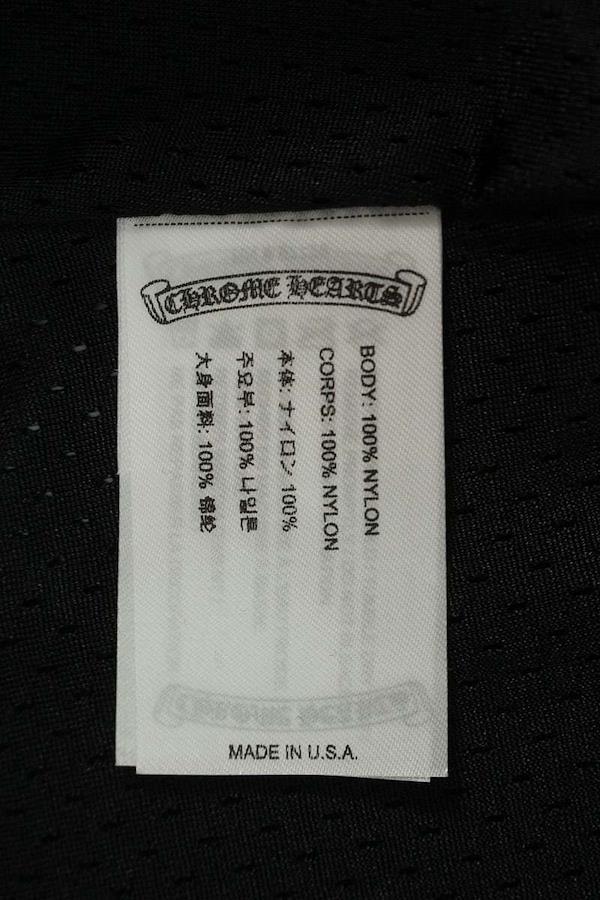 CHROME HEARTS
BODY: 100% NYLON
CORPS: 100% NYLON
本体: ナイロン 100%
주요부: 100% 나일론
大身面料: 100% 锦纶
MADE IN U.S.A.